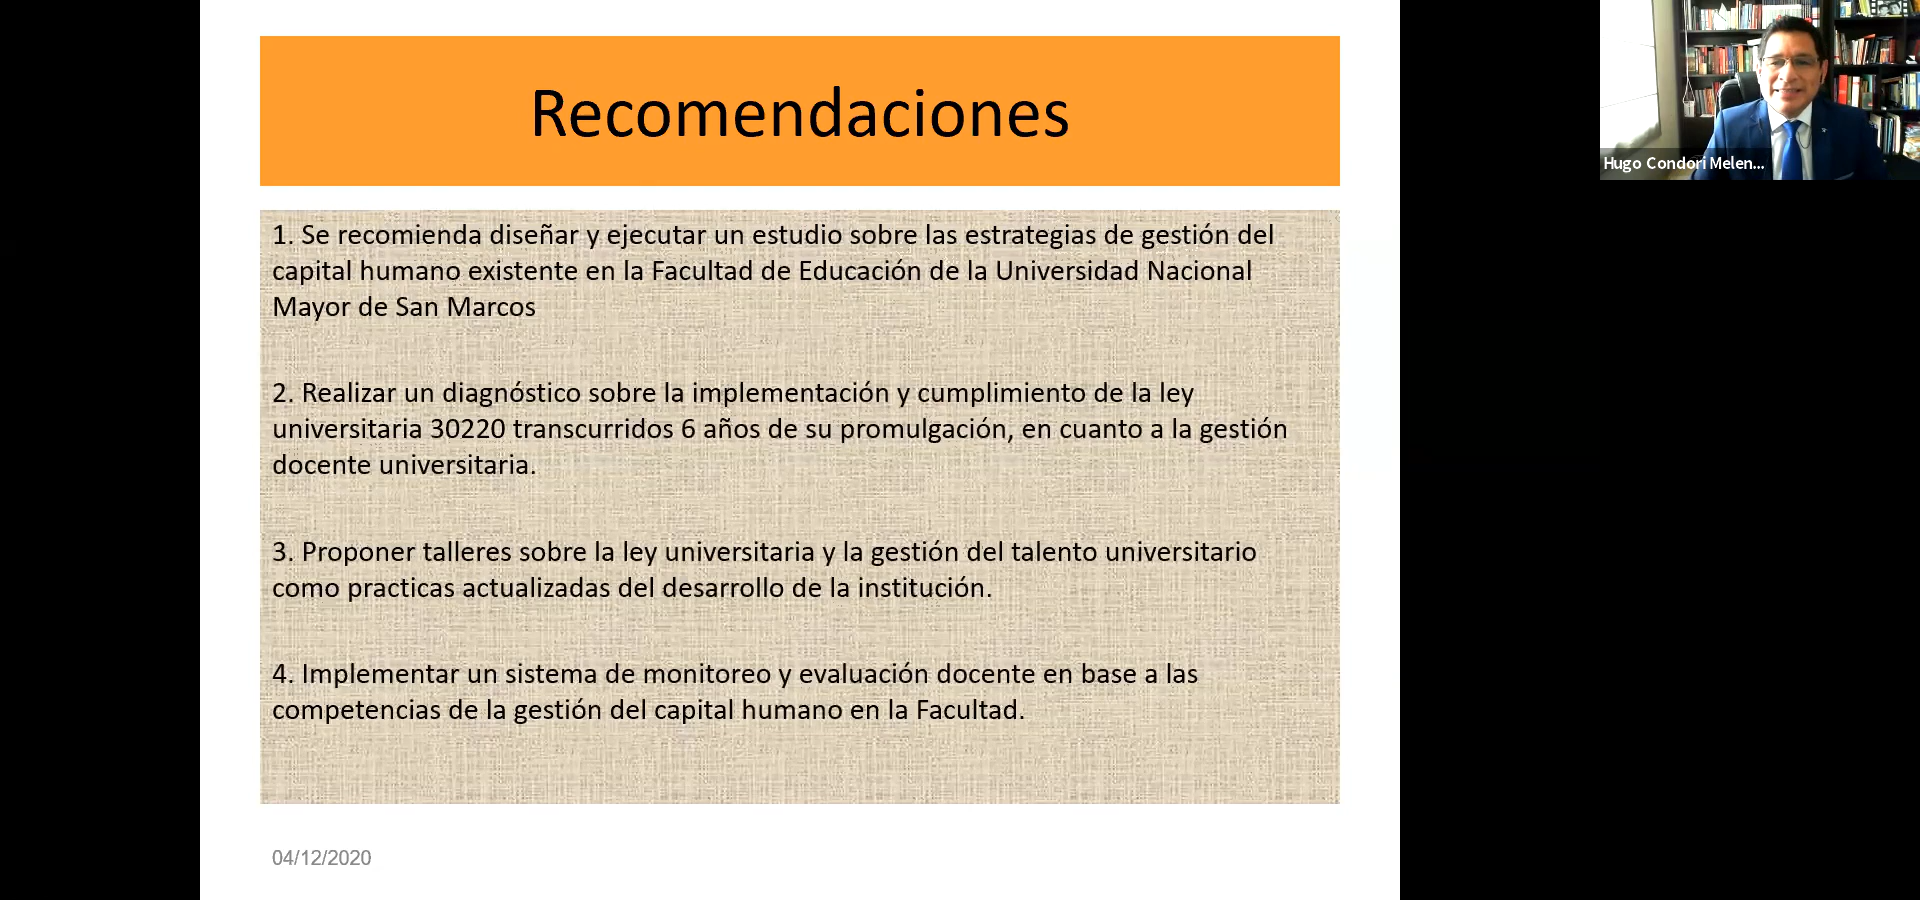 Recomendaciones
1. Se recomienda diseñar y ejecutar un estudio sobre las estrategias de gestión del
capital humano existente en la Facultad de Educación de la Universidad Nacional
Mayor de San Marcos
2. Realizar un diagnóstico sobre la implementación y cumplimiento de la ley
universitaria 30220 transcurridos 6 años de su promulgación, en cuanto a la gestión
docente universitaria.
3. Proponer talleres sobre la ley universitaria y la gestión del talento universitario
como practicas actualizadas del desarrollo de la institución.
4. Implementar un sistema de monitoreo y evaluación docente en base a las
competencias de la gestión del capital humano en la Facultad.
04/12/2020
Hugo Condori Melen...